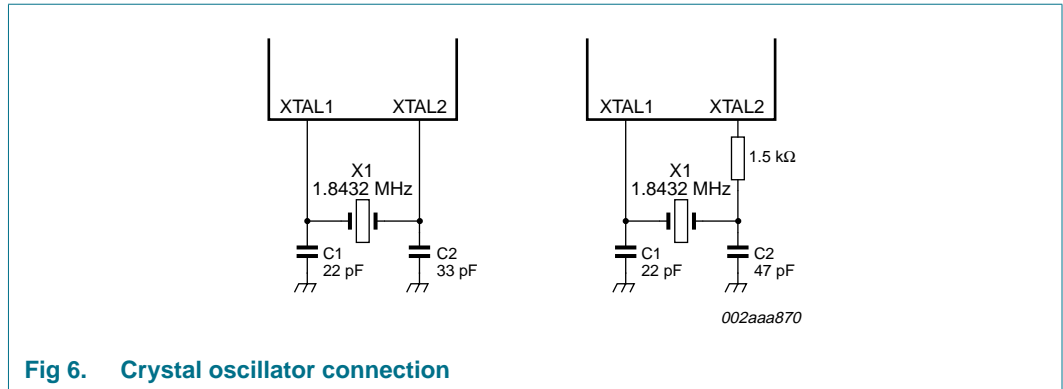 XTAL1 XTAL2
X1
1.8432 MHz
C1
22 pF
C2
33 pF
XTAL1 XTAL2
1.5 kΩ
X1
1.8432 MHz
C1
22 pF
C2
47 pF
002aaa870
Fig 6. Crystal oscillator connection